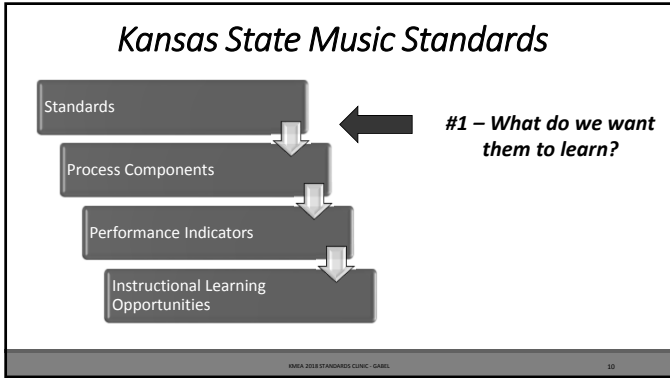 Kansas State Music Standards
Standards
#1 – What do we want
them to learn?
Process Components
Performance Indicators
Instructional Learning
Opportunities
KMEA 2018 STANDARDS CLINIC - GABEL
10